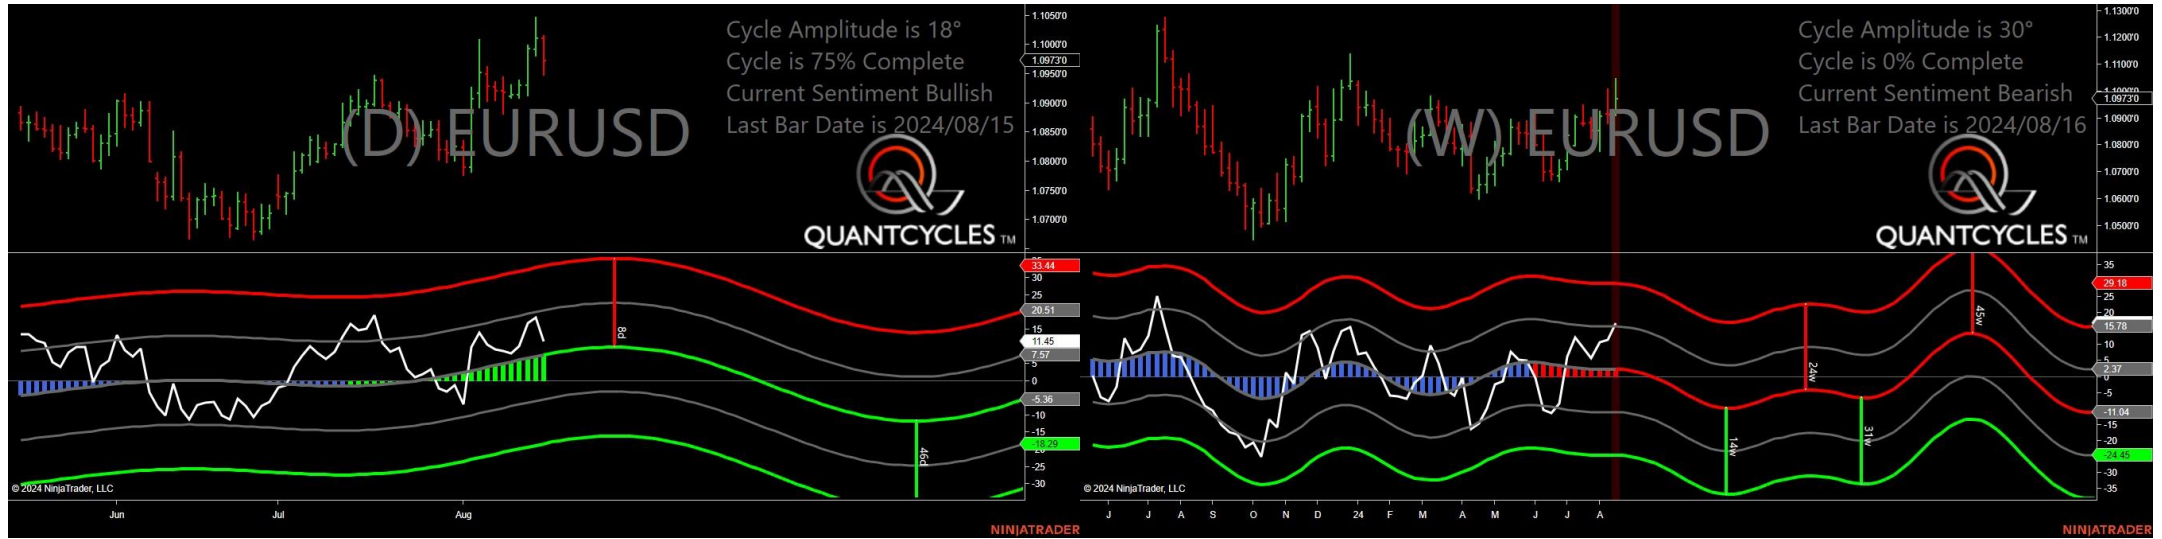 Cycle Amplitude is 18°
Cycle is 75% Complete
Current Sentiment Bullish
Last Bar Date is 2024/08/15
(D) EURUSD
QUANTCYCLES TM
1.1050'0
1.1000'0
1.0973'0
1.0950'0
1.0900'0
1.0850'0
1.0800'0
1.0750'0
1.0700'0
33.44
30
25
20.51
15
11.45
7.57
5
0
-5.36
-10
-15
-18.29
-25
-30
8d
46d
© 2024 NinjaTrader, LLC
Jun
Jul
Aug
NINJATRADER
Cycle Amplitude is 30°
Cycle is 0% Complete
Current Sentiment Bearish
Last Bar Date is 2024/08/16
(W) EURUSD
QUANTCYCLES TM
1.1300'0
1.1200'0
1.1100'0
1.0973'0
1.0900'0
1.0800'0
1.0700'0
1.0600'0
1.0500'0
35
29.18
25
20
15.78
10
5
2.37
0
-5
-11.04
-15
-20
-24.45
-30
-35
14w
24w
31w
45w
© 2024 NinjaTrader, LLC
J
J
A
S
O
N
D
24
F
M
A
M
J
J
A
NINJATRADER